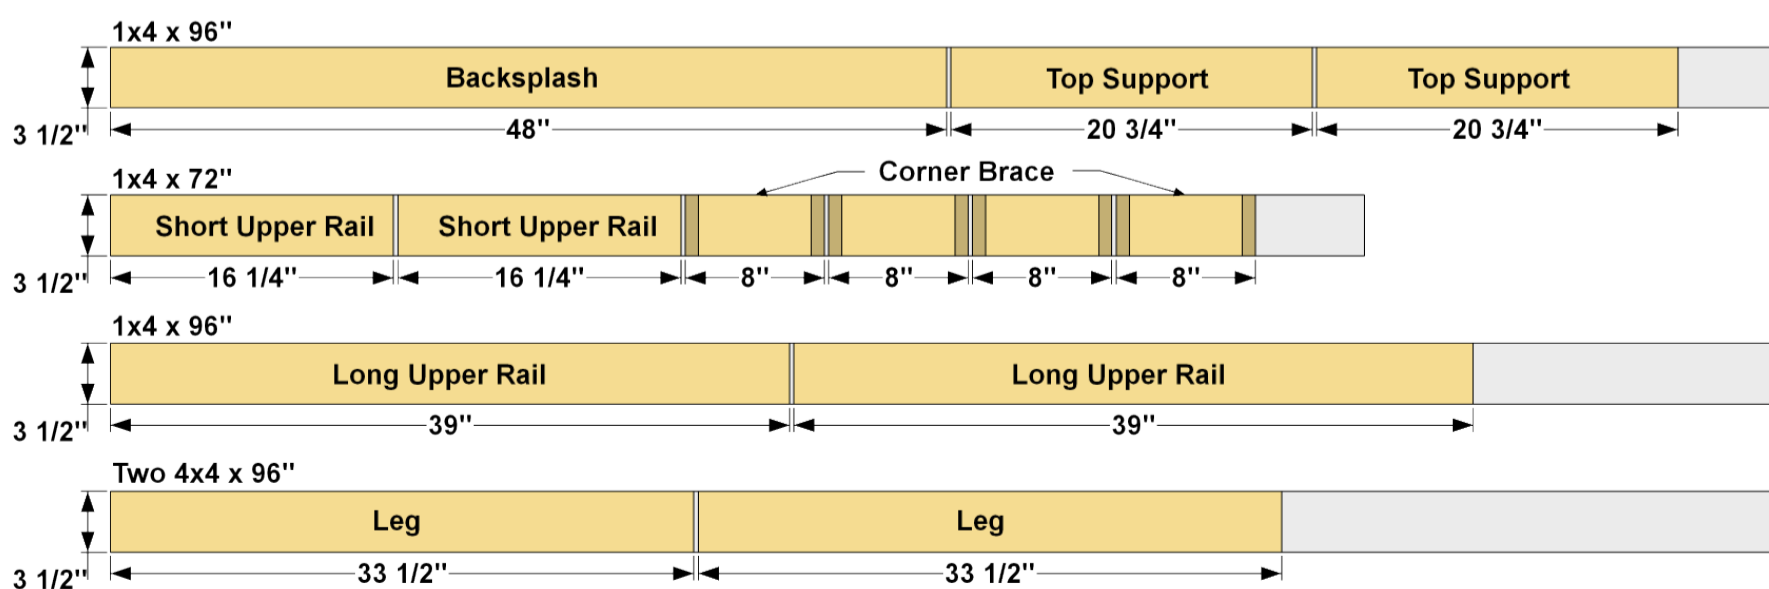 1x4 x 96"
Backsplash Top Support Top Support
3 1/2" 48" 20 3/4" 20 3/4"
Corner Brace
1x4 x 72"
Short Upper Rail Short Upper Rail
3 1/2" 16 1/4" 16 1/4" 8" 8" 8" 8"
1x4 x 96"
Long Upper Rail Long Upper Rail
3 1/2" 39" 39"
Two 4x4 x 96"
Leg Leg
3 1/2" 33 1/2" 33 1/2"